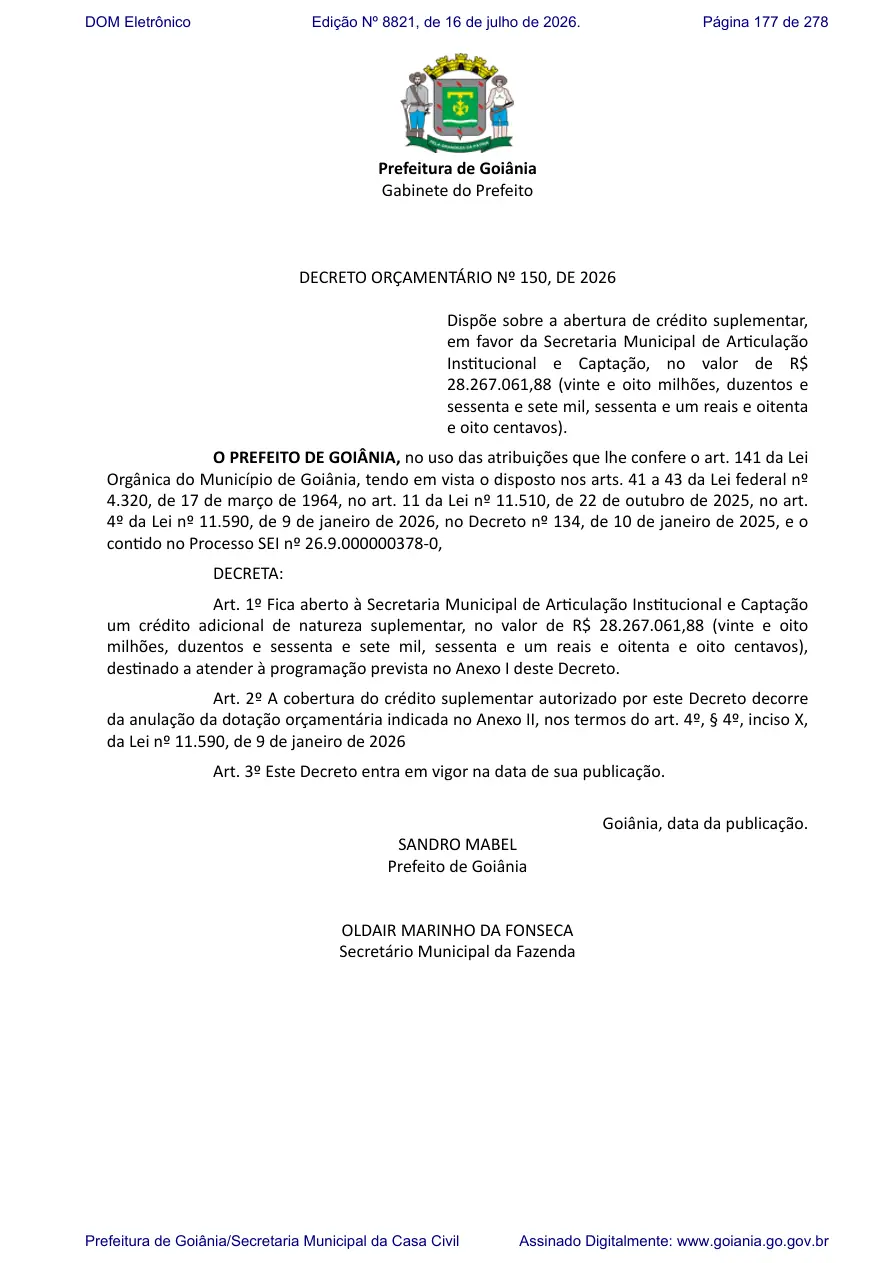 DOM Eletrônico Edição Nº 8821, de 16 de julho de 2026. Página 177 de 278
Prefeitura de Goiânia
Gabinete do Prefeito
DECRETO ORÇAMENTÁRIO Nº 150, DE 2026
Dispõe sobre a abertura de crédito suplementar,
em favor da Secretaria Municipal de Articulação
Institucional e Captação, no valor de R$
28.267.061,88 (vinte e oito milhões, duzentos e
sessenta e sete mil, sessenta e um reais e oitenta
e oito centavos).
O PREFEITO DE GOIÂNIA, no uso das atribuições que lhe confere o art. 141 da Lei
Orgânica do Município de Goiânia, tendo em vista o disposto nos arts. 41 a 43 da Lei federal nº
4.320, de 17 de março de 1964, no art. 11 da Lei nº 11.510, de 22 de outubro de 2025, no art.
4º da Lei nº 11.590, de 9 de janeiro de 2026, no Decreto nº 134, de 10 de janeiro de 2025, e o
contido no Processo SEI nº 26.9.000000378-0,
DECRETA:
Art. 1º Fica aberto à Secretaria Municipal de Articulação Institucional e Captação
um crédito adicional de natureza suplementar, no valor de R$ 28.267.061,88 (vinte e oito
milhões, duzentos e sessenta e sete mil, sessenta e um reais e oitenta e oito centavos),
destinado a atender à programação prevista no Anexo I deste Decreto.
Art. 2º A cobertura do crédito suplementar autorizado por este Decreto decorre
da anulação da dotação orçamentária indicada no Anexo II, nos termos do art. 4º, § 4º, inciso X,
da Lei nº 11.590, de 9 de janeiro de 2026
Art. 3º Este Decreto entra em vigor na data de sua publicação.
Goiânia, data da publicação.
SANDRO MABEL
Prefeito de Goiânia
OLDAIR MARINHO DA FONSECA
Secretário Municipal da Fazenda
Prefeitura de Goiânia/Secretaria Municipal da Casa Civil Assinado Digitalmente: www.goiania.go.gov.br